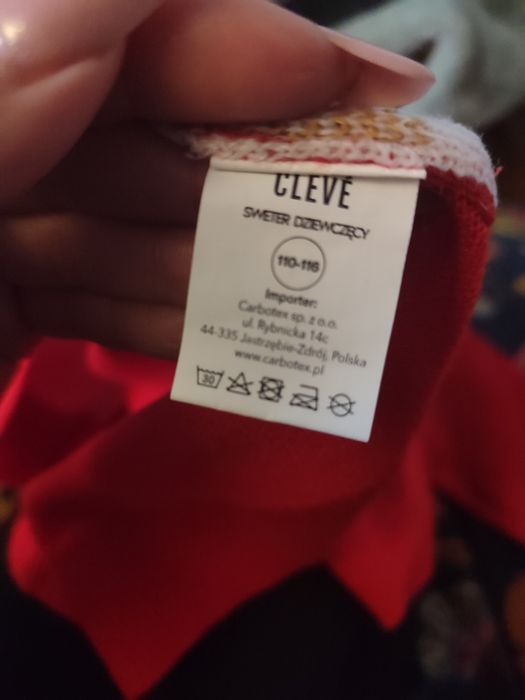 CLEVÉ
SWETER DZIEWCZĘCY
110-116
Importer:
Carbotex sp. z o.o.
ul. Rybnicka 14c
44-335 Jastrzębie-Zdrój, Polska
www.carbotex.pl
30